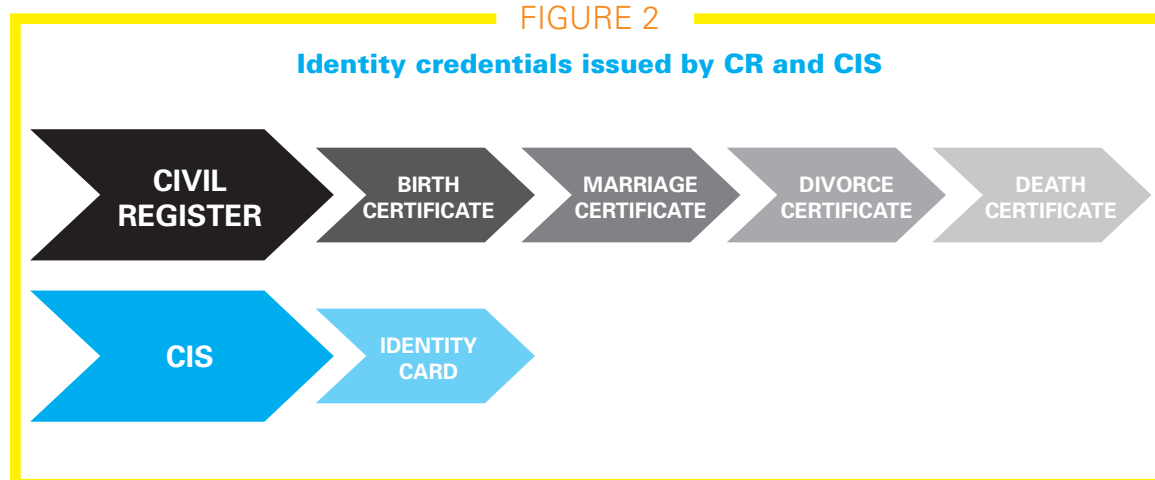 FIGURE 2
Identity credentials issued by CR and CIS
CIVIL
REGISTER
BIRTH
CERTIFICATE
MARRIAGE
CERTIFICATE
DIVORCE
CERTIFICATE
DEATH
CERTIFICATE
CIS
IDENTITY
CARD